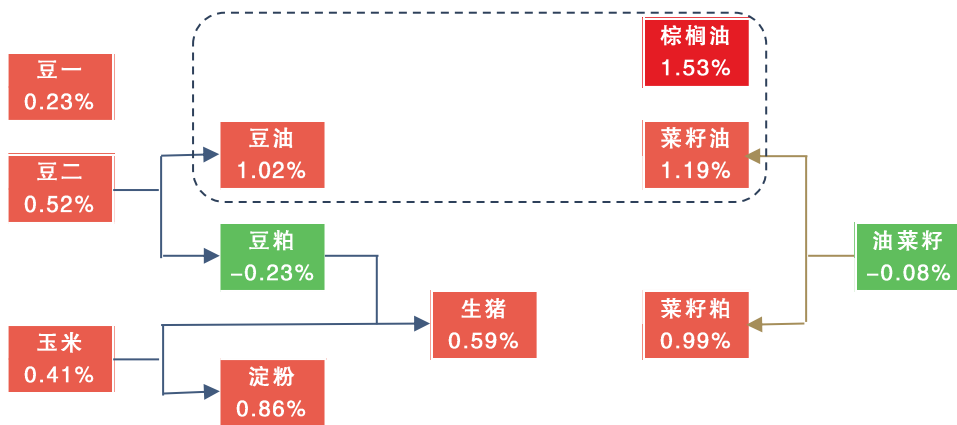 棕榈油
1.53%
豆一
0.23%
豆油
1.02%
菜籽油
1.19%
豆二
0.52%
豆粕
-0.23%
油菜籽
-0.08%
生猪
0.59%
菜籽粕
0.99%
玉米
0.41%
淀粉
0.86%